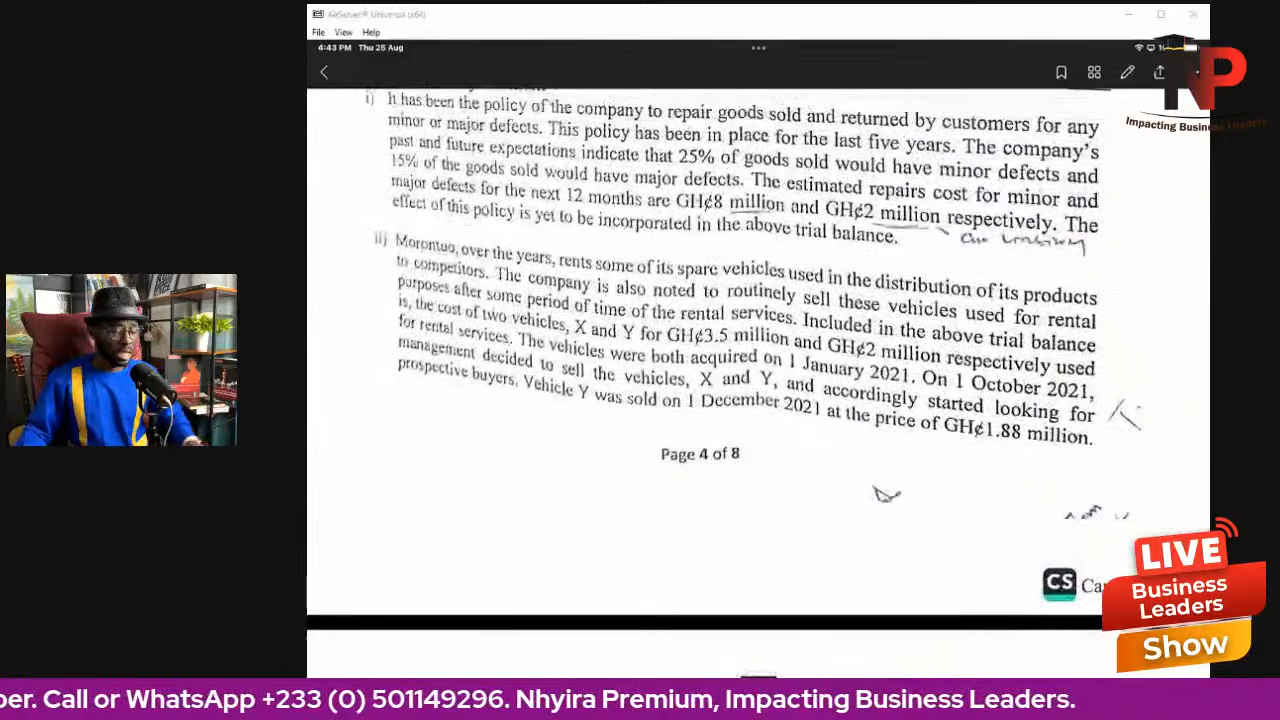 AirServer® Universal (x64)
File View Help
4:43 PM Thu 25 Aug
P
Impacting Business Leaders
i) It has been the policy of the company to repair goods sold and returned by customers for any
minor or major defects. This policy has been in place for the last five years. The company's
past and future expectations indicate that 25% of goods sold would have minor defects and
15% of the goods sold would have major defects. The estimated repairs cost for minor and
major defects for the next 12 months are GH¢8 million and GH¢2 million respectively. The
effect of this policy is yet to be incorporated in the above trial balance.
ii) Morontuo, over the years, rents some of its spare vehicles used in the distribution of its products
to competitors. The company is also noted to routinely sell these vehicles used for rental
purposes after some period of time of the rental services. Included in the above trial balance
is, the cost of two vehicles, X and Y for GH¢3.5 million and GH¢2 million respectively used
for rental services. The vehicles were both acquired on 1 January 2021. On 1 October 2021,
management decided to sell the vehicles, X and Y, and accordingly started looking for
prospective buyers. Vehicle Y was sold on 1 December 2021 at the price of GH¢1.88 million.
Page 4 of 8
CS
LIVE
Business
Leaders
Show
per. Call or WhatsApp +233 (0) 501149296. Nhyira Premium, Impacting Business Leaders.